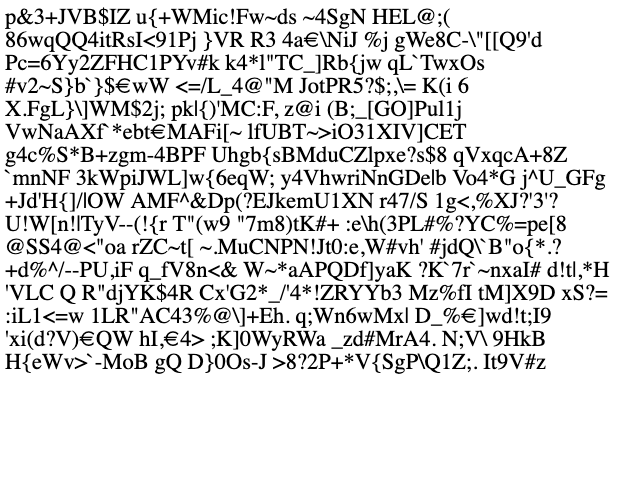 p&3+JVB$IZ u{+WMic!Fw~ds ~4SgN HEL@;(
86wqQQ4itRsI<91Pj }VR R3 4a€\NiJ %j gWe8C-\"[[Q9'd
Pc=6Yy2ZFHC1PYv#k k4*l"TC_]Rb{jw qL`TwxOs
#v2~S}b`}$€wW <=/L_4@"M JotPR5?$;,\= K(i 6
X.FgL}\]WM$2j; pk|{)'MC:F, z@i (B;_[GO]Pul1j
VwNaAXf`*ebt€MAFi[~ lfUBT~>iO31XIV]CET
g4c%S*B+zgm-4BPF Uhgb{sBMduCZlpxe?s$8 qVxqcA+8Z
`mnNF 3kWpiJWL]w{6eqW; y4VhwriNnGDe|b Vo4*G j^U_GFg
+Jd'H{]/|OW AMF^&Dp(?EJkemU1XN r47/S 1g<,%XJ?'3'?
U!W[n!|TyV--(!{r T"(w9 "7m8)tK#+ :e\h(3PL#%?YC%=pe[8
@SS4@<"oa rZC~t[ ~.MuCNPN!Jt0:e,W#vh' #jdQ\`B"o{*.?
+d%^/--PU,iF q_fV8n<& W~*aAPQDf]yaK ?K`7r`~nxaI# d!t|,*H
'VLC Q R"djYK$4R Cx'G2*_/'4*!ZRYYb3 Mz%fI tM]X9D xS?=
:iL1<=w 1LR"AC43%@\]+Eh. q;Wn6wMxl D_%€]wd!t;I9
'xi(d?V)€QW hI,€4> ;K]0WyRWa _zd#MrA4. N;V\ 9HkB
H{eWv>`-MoB gQ D}0Os-J >8?2P+*V{SgP\Q1Z;. It9V#z